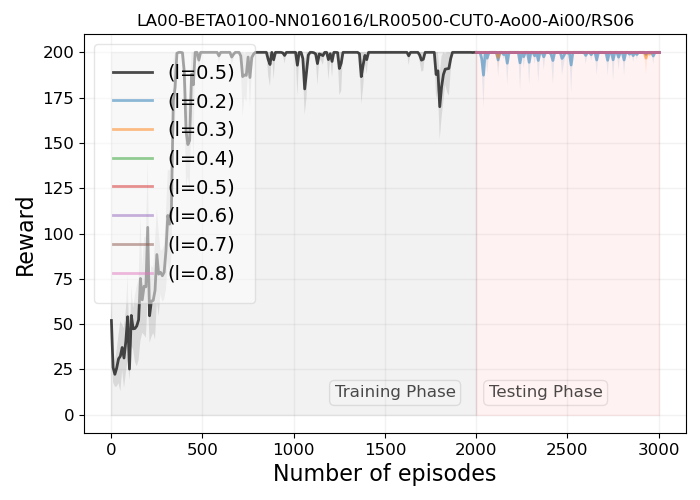 LA00-BETA0100-NN016016/LR00500-CUT0-Ao00-Ai00/RS06
200
175
150
125
100
75
50
25
0
Reward
(l=0.5)
(l=0.2)
(l=0.3)
(l=0.4)
(l=0.5)
(l=0.6)
(l=0.7)
(l=0.8)
Training Phase
Testing Phase
0
500
1000
1500
2000
2500
3000
Number of episodes